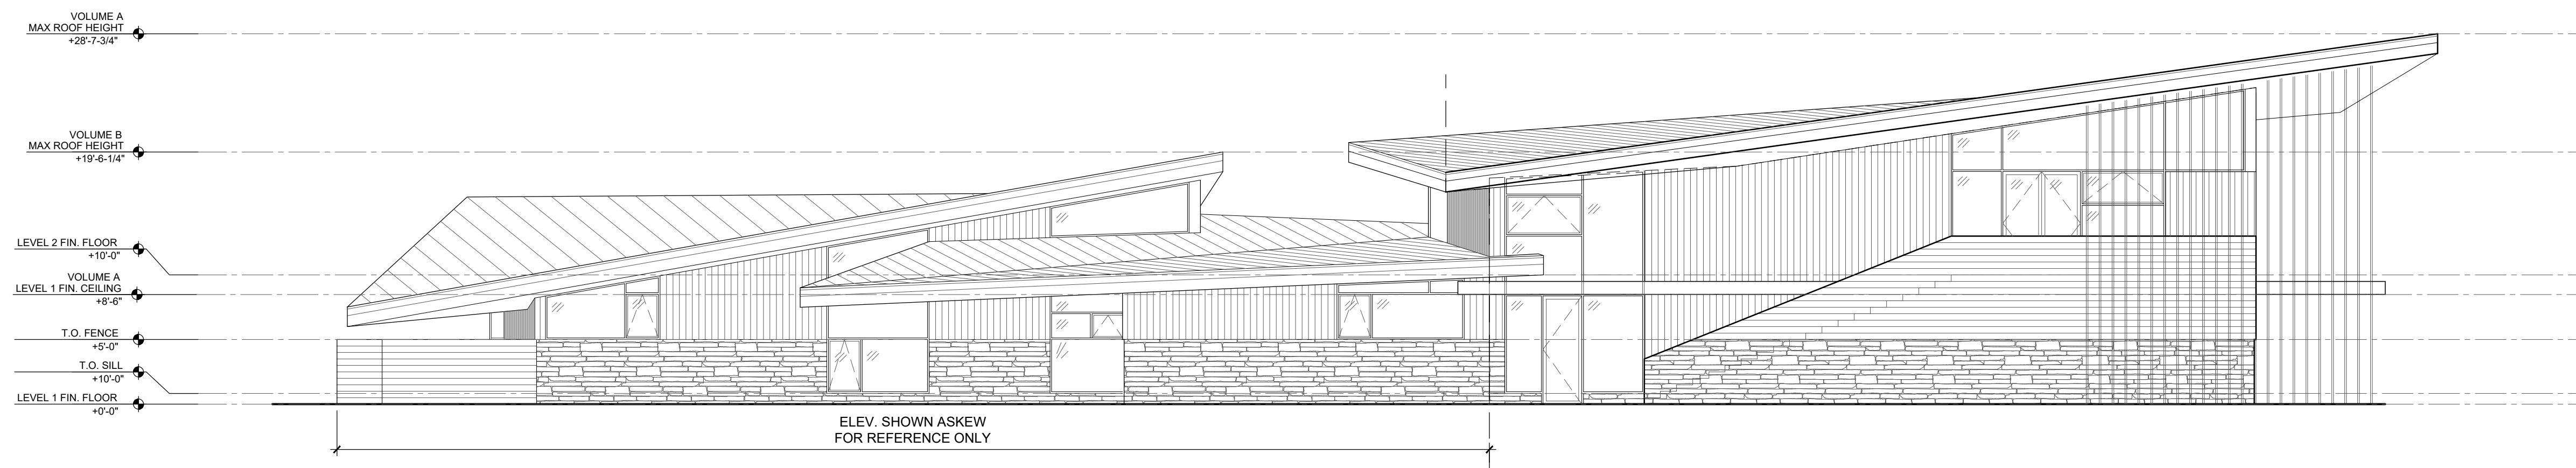 VOLUME A
MAX ROOF HEIGHT
+28'-7-3/4"
VOLUME B
MAX ROOF HEIGHT
+19'-6-1/4"
LEVEL 2 FIN. FLOOR
+10'-0"
VOLUME A
LEVEL 1 FIN. CEILING
+8'-6"
T.O. FENCE
+5'-0"
T.O. SILL
+10'-0"
LEVEL 1 FIN. FLOOR
+0'-0"
ELEV. SHOWN ASKEW
FOR REFERENCE ONLY